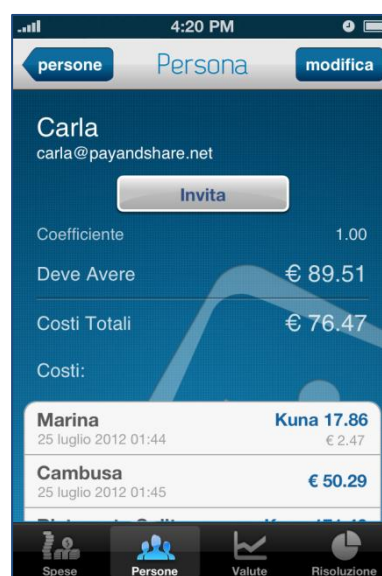 4:20 PM
persone Persona modifica
Carla
carla@payandshare.net
Invita
Coefficiente 1.00
Deve Avere € 89.51
Costi Totali € 76.47
Costi:
Marina Kuna 17.86
25 luglio 2012 01:44 € 2.47
Cambusa € 50.29
25 luglio 2012 01:45
Spese Persone Valute Risoluzione